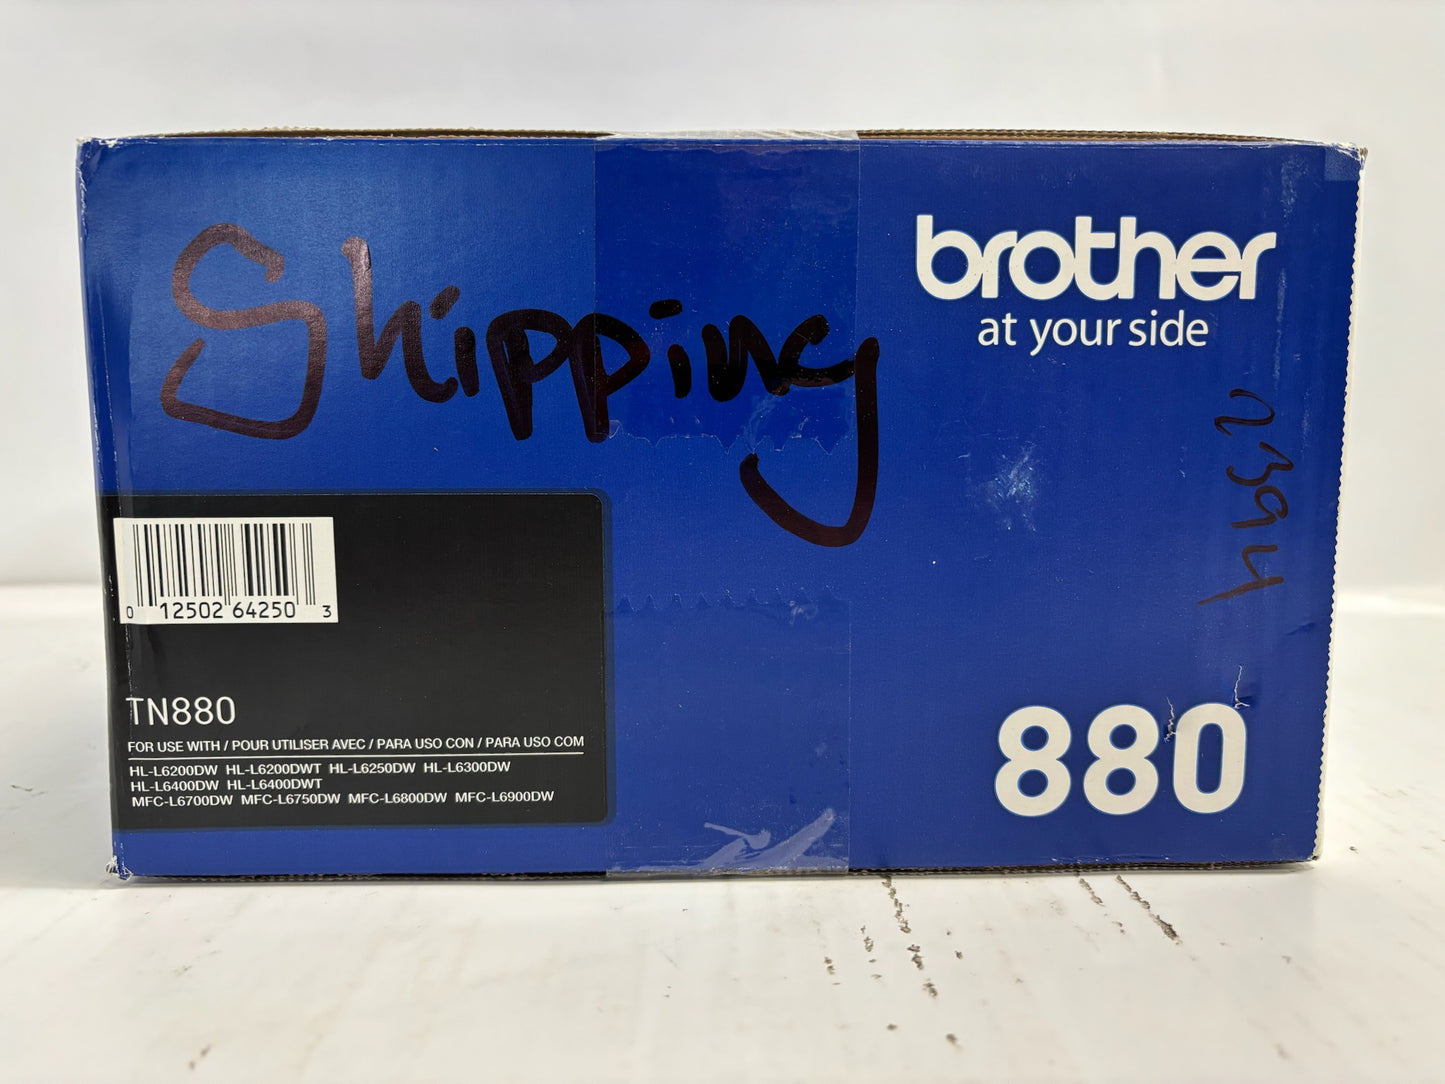 Shipping
brother
at your side
2394
0 12502 64250 3
TN880
FOR USE WITH / POUR UTILISER AVEC / PARA USO CON / PARA USO COM
HL-L6200DW HL-L6200DWT HL-L6250DW HL-L6300DW
HL-L6400DW HL-L6400DWT
MFC-L6700DW MFC-L6750DW MFC-L6800DW MFC-L6900DW
880